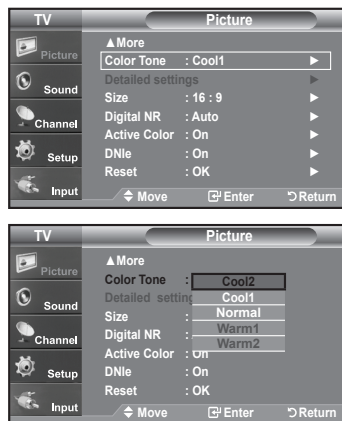 TV Picture
▲More
Picture
Color Tone : Cool1 ►
Detailed settings ►
Sound
Size : 16 : 9 ►
Digital NR : Auto ►
Channel
Active Color : On ►
DNIe : On ►
Setup
Reset : OK ►
Input
Move Enter Return
TV Picture
▲More
Picture
Color Tone : Cool2
Detailed setting Cool1
Sound
Size : Normal
Digital NR : Warm1
Channel
Warm2
Active Color : On
DNIe : On
Setup
Reset : OK
Input
Move Enter Return